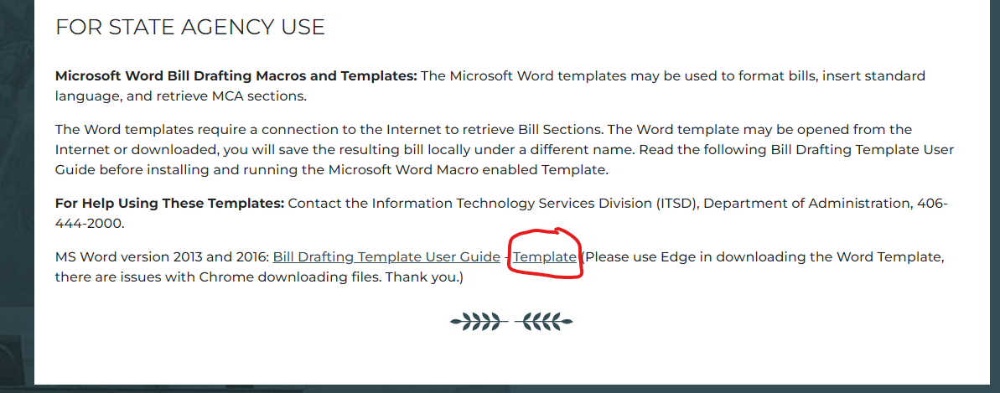 FOR STATE AGENCY USE
Microsoft Word Bill Drafting Macros and Templates: The Microsoft Word templates may be used to format bills, insert standard
language, and retrieve MCA sections.
The Word templates require a connection to the Internet to retrieve Bill Sections. The Word template may be opened from the
Internet or downloaded, you will save the resulting bill locally under a different name. Read the following Bill Drafting Template User
Guide before installing and running the Microsoft Word Macro enabled Template.
For Help Using These Templates: Contact the Information Technology Services Division (ITSD), Department of Administration, 406-
444-2000.
MS Word version 2013 and 2016: Bill Drafting Template User Guide - Template (Please use Edge in downloading the Word Template,
there are issues with Chrome downloading files. Thank you.)